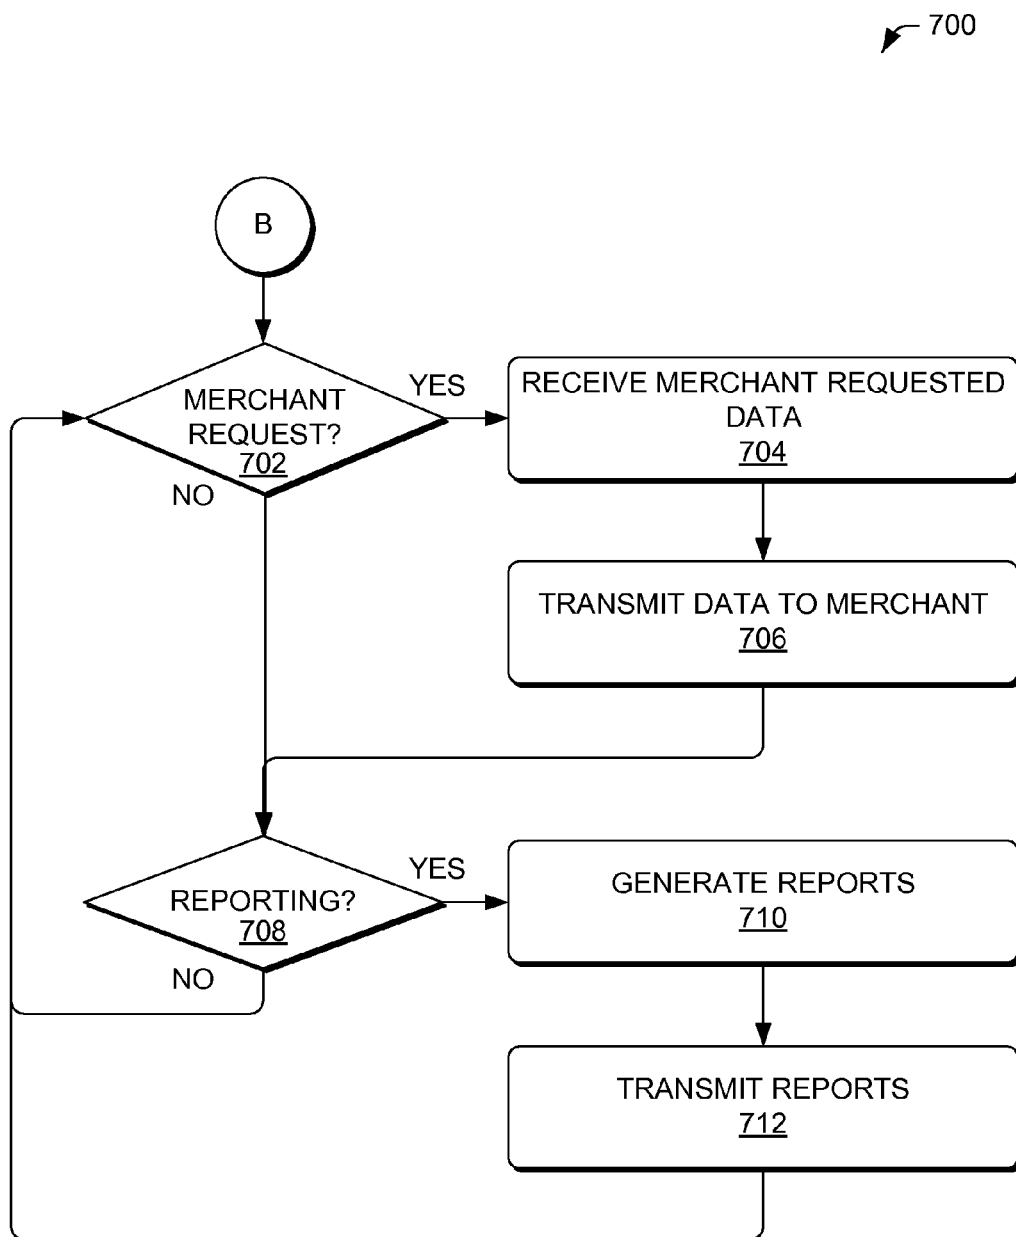 700
B
MERCHANT
REQUEST?
702
YES
NO
RECEIVE MERCHANT REQUESTED
DATA
704
TRANSMIT DATA TO MERCHANT
706
REPORTING?
708
YES
NO
GENERATE REPORTS
710
TRANSMIT REPORTS
712